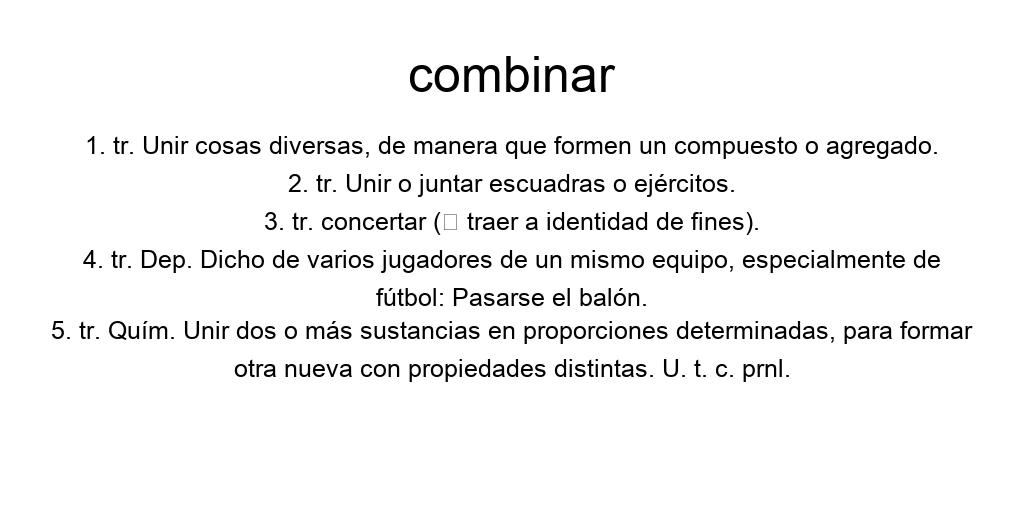 combinar
1. tr. Unir cosas diversas, de manera que formen un compuesto o agregado.
2. tr. Unir o juntar escuadras o ejércitos.
3. tr. concertar (□ traer a identidad de fines).
4. tr. Dep. Dicho de varios jugadores de un mismo equipo, especialmente de
fútbol: Pasarse el balón.
5. tr. Quím. Unir dos o más sustancias en proporciones determinadas, para formar
otra nueva con propiedades distintas. U. t. c. prnl.